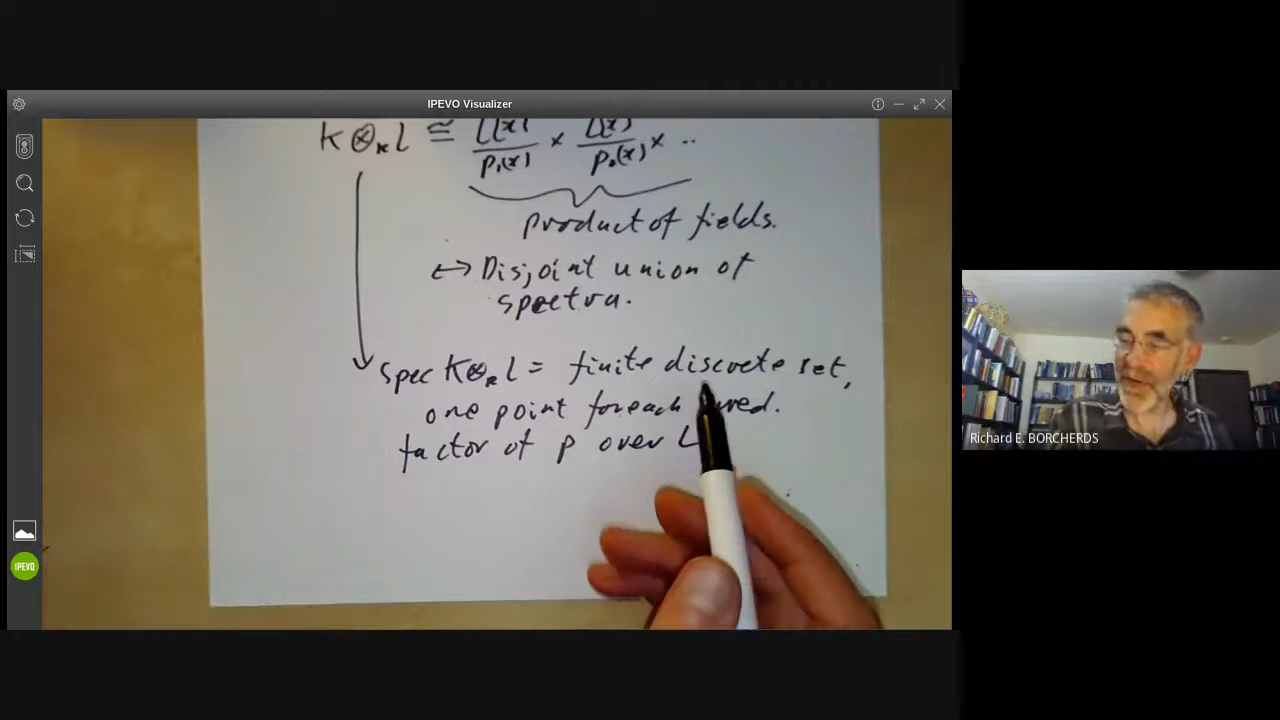 IPEVO Visualizer
K ⊗ₖ L ≅ L[x]/p₁(x) × L[x]/p₂(x) × ..
product of fields.
↔ Disjoint union of
spectra.
spec K⊗ₖL = finite discrete set,
one point for each irred.
factor of p over L
Richard E. BORCHERDS
IPEVO